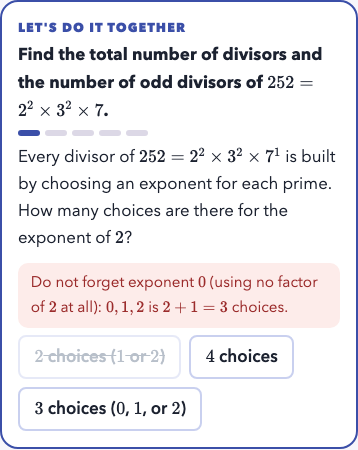 LET'S DO IT TOGETHER
Find the total number of divisors and
the number of odd divisors of 252 =
2² × 3² × 7.
Every divisor of 252 = 2² × 3² × 7¹ is built
by choosing an exponent for each prime.
How many choices are there for the
exponent of 2?
Do not forget exponent 0 (using no factor
of 2 at all): 0, 1, 2 is 2 + 1 = 3 choices.
2 choices (1 or 2)
4 choices
3 choices (0, 1, or 2)